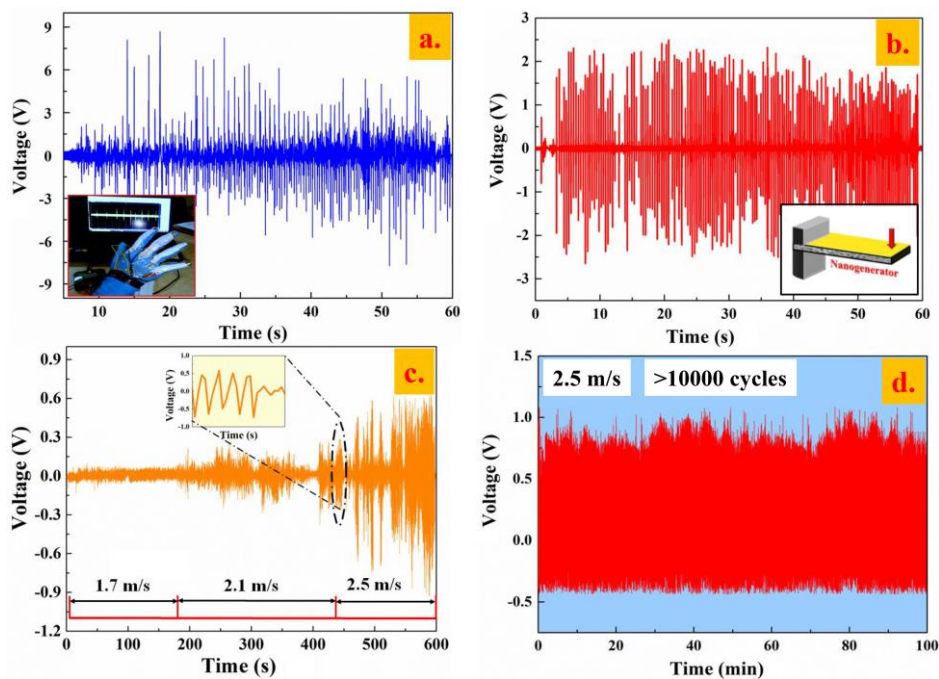 a.
9
6
3
0
-3
-6
-9
Voltage (V)
10 20 30 40 50 60
Time (s)
b.
3
2
1
0
-1
-2
-3
Voltage (V)
Nanogenerator
0 10 20 30 40 50 60
Time (s)
c.
0.9
0.6
0.3
0.0
-0.3
-0.6
-0.9
-1.2
Voltage (V)
1.0
0.5
0.0
-0.5
-1.0
Voltage (V)
Time (s)
1.7 m/s 2.1 m/s 2.5 m/s
0 100 200 300 400 500 600
Time (s)
d.
2.5 m/s >10000 cycles
1.5
1.0
0.5
0.0
-0.5
Voltage (V)
0 20 40 60 80 100
Time (min)